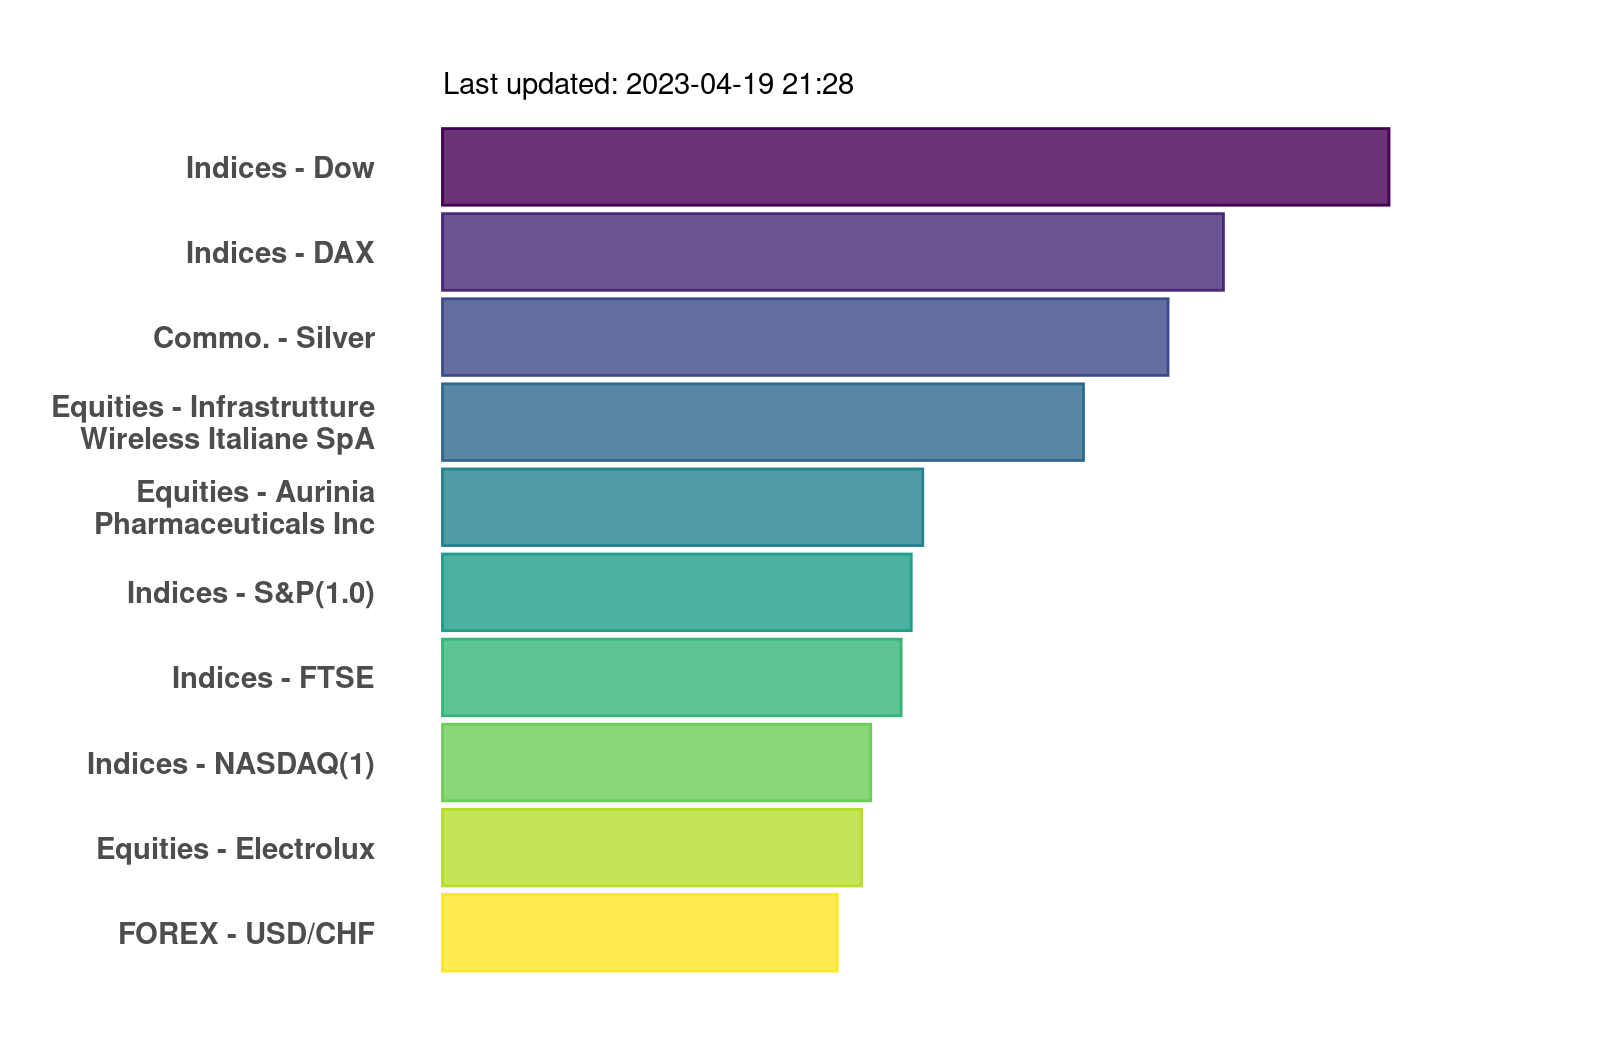 Last updated: 2023-04-19 21:28
Indices - Dow
Indices - DAX
Commo. - Silver
Equities - Infrastrutture
Wireless Italiane SpA
Equities - Aurinia
Pharmaceuticals Inc
Indices - S&P(1.0)
Indices - FTSE
Indices - NASDAQ(1)
Equities - Electrolux
FOREX - USD/CHF